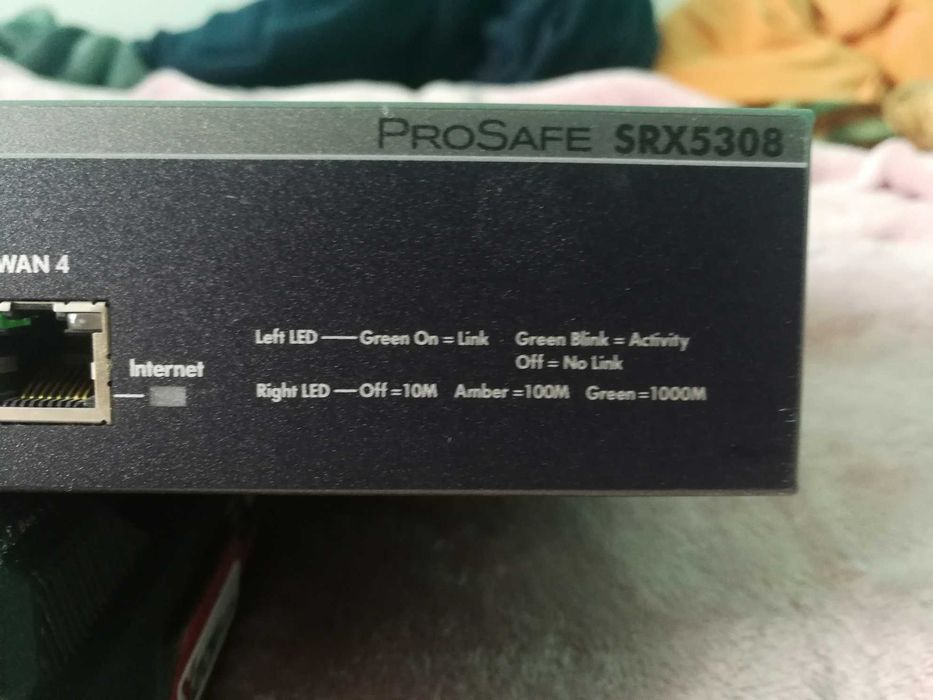 PROSAFE SRX5308
WAN 4
Left LED — Green On = Link Green Blink = Activity
Off = No Link
Internet
Right LED — Off =10M Amber =100M Green =1000M